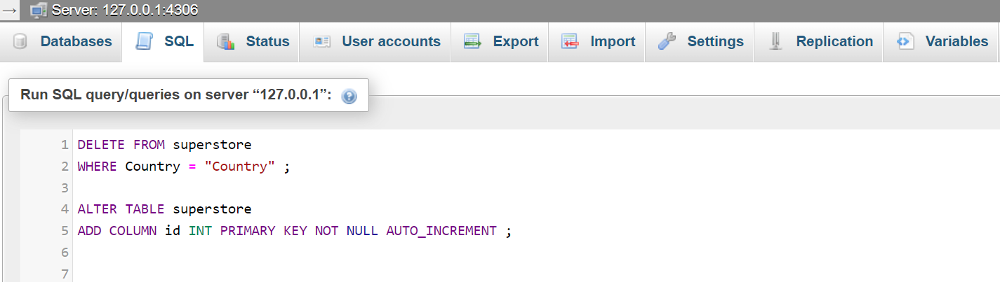 Server: 127.0.0.1:4306
Databases SQL Status User accounts Export Import Settings Replication Variables
Run SQL query/queries on server “127.0.0.1”:
1 DELETE FROM superstore
2 WHERE Country = "Country" ;
3
4 ALTER TABLE superstore
5 ADD COLUMN id INT PRIMARY KEY NOT NULL AUTO_INCREMENT ;
6
7